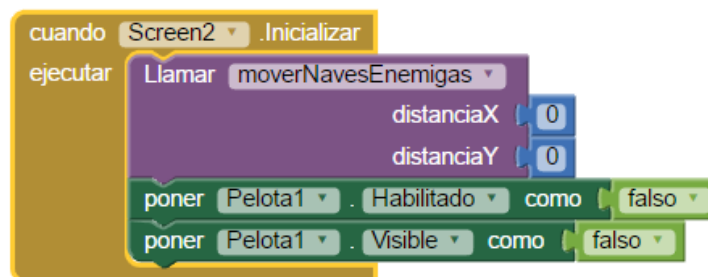 cuando Screen2 .Inicializar
ejecutar Llamar moverNavesEnemigas
distanciaX 0
distanciaY 0
poner Pelota1 . Habilitado como falso
poner Pelota1 . Visible como falso